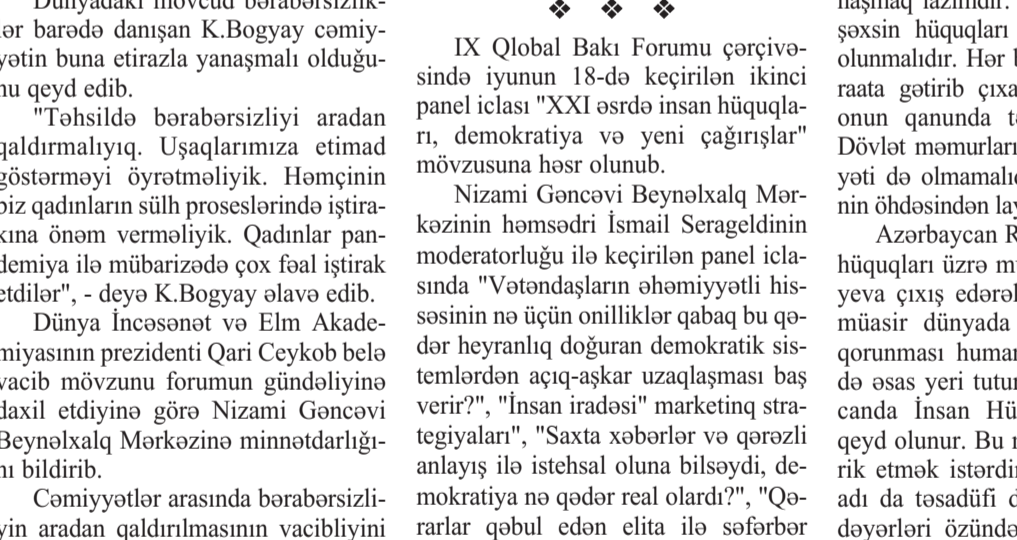 Dünyadakı mövcud bərabərsizlik-
lər barədə danışan K.Bogyay cəmiy-
yətin buna etirazla yanaşmalı olduğu-
nu qeyd edib.
"Təhsildə bərabərsizliyi aradan
qaldırmalıyıq. Uşaqlarımıza etimad
göstərməyi öyrətməliyik. Həmçinin
biz qadınların sülh proseslərində iştira-
kına önəm verməliyik. Qadınlar pan-
demiya ilə mübarizədə çox fəal iştirak
etdilər", - deyə K.Bogyay əlavə edib.
Dünya İncəsənət və Elm Akade-
miyasının prezidenti Qari Ceykob belə
vacib mövzunu forumun gündəliyinə
daxil etdiyinə görə Nizami Gəncəvi
Beynəlxalq Mərkəzinə minnətdarlığı-
nı bildirib.
Cəmiyyətlər arasında bərabərsizli-
yin aradan qaldırılmasının vacibliyini
❖ ❖ ❖
IX Qlobal Bakı Forumu çərçivə-
sində iyunun 18-də keçirilən ikinci
panel iclası "XXI əsrdə insan hüquqla-
rı, demokratiya və yeni çağırışlar"
mövzusuna həsr olunub.
Nizami Gəncəvi Beynəlxalq Mər-
kəzinin həmsədri İsmail Serageldinin
moderatorluğu ilə keçirilən panel icla-
sında "Vətəndaşların əhəmiyyətli his-
səsinin nə üçün onilliklər qabaq bu qə-
dər heyranlıq doğuran demokratik sis-
temlərdən açıq-aşkar uzaqlaşması baş
verir?", "İnsan iradəsi" marketinq stra-
tegiyaları", "Saxta xəbərlər və qərəzli
anlayış ilə istehsal oluna bilsəydi, de-
mokratiya nə qədər real olardı?", "Qə-
rarlar qəbul edən elita ilə səfərbər
lazımdır.
şəxsin hüquqları
olunmalıdır. Hər
raata gətirib
onun qanunda
Dövlət
yəti də
nin öhdəsindən
Azərbaycan
hüquqları üzrə
yeva çıxış
müasir dünyada
qorunması
də əsas yeri
canda İnsan
qeyd olunur. Bu
rik etmək
adı da təsadüfi
dəyərləri